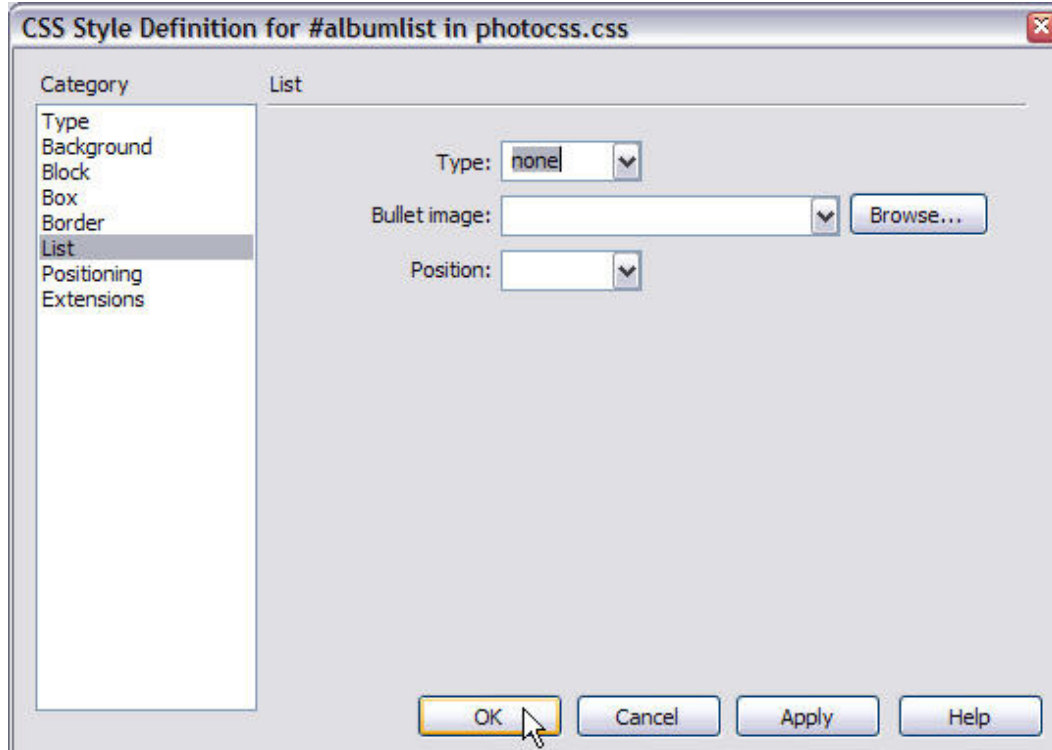 CSS Style Definition for #albumlist in photocss.css
Category
List
Type
Background
Block
Box
Border
List
Positioning
Extensions
Type: none
Bullet image: Browse...
Position:
OK Cancel Apply Help